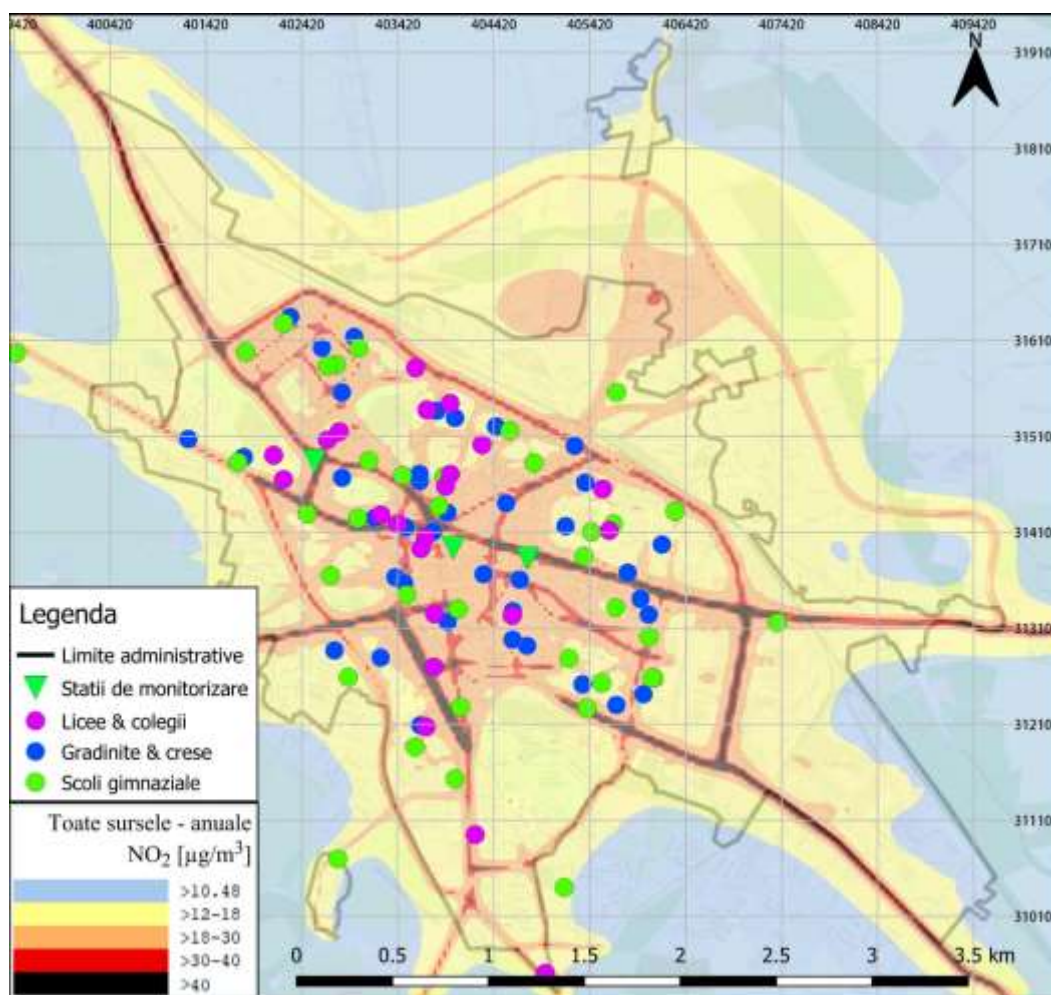 400420 401420 402420 403420 404420 405420 406420 407420 408420 409420
N
31910
31810
31710
31610
31510
31410
31310
31210
31110
31010
Legenda
Limite administrative
Statii de monitorizare
Licee & colegii
Gradinite & crese
Scoli gimnaziale
Toate sursele - anuale
NO2 [µg/m3]
>10.48
>12-18
>18-30
>30-40
>40
0 0.5 1 1.5 2 2.5 3 3.5 km